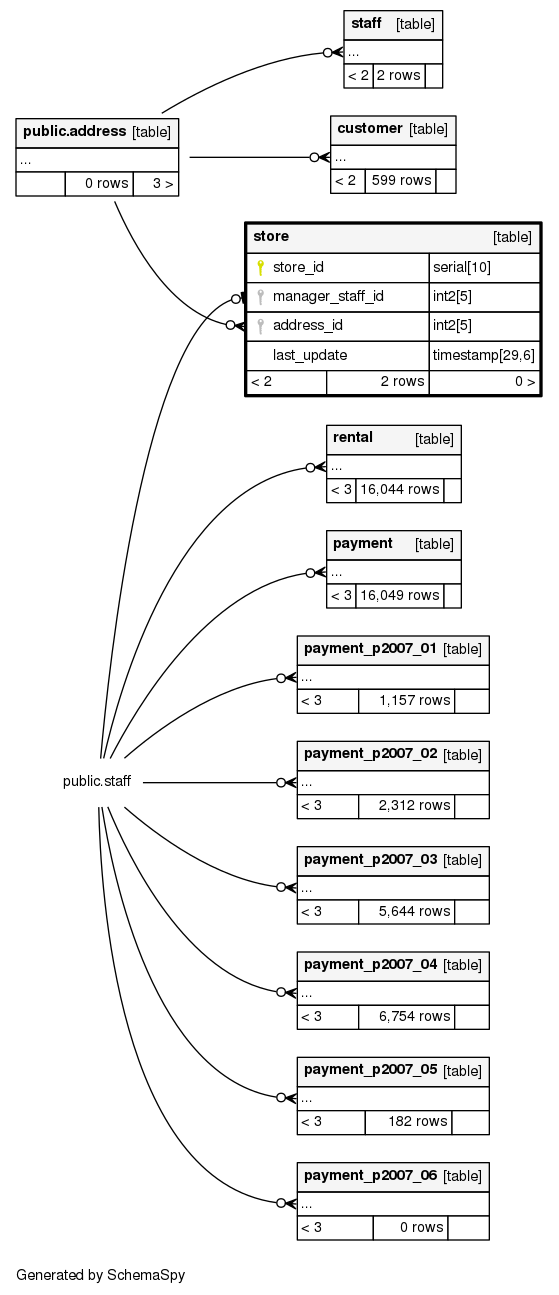 staff [table]
...
< 2 2 rows
public.address [table]
...
0 rows 3 >
customer [table]
...
< 2 599 rows
store [table]
store_id serial[10]
manager_staff_id int2[5]
address_id int2[5]
last_update timestamp[29,6]
< 2 2 rows 0 >
rental [table]
...
< 3 16,044 rows
payment [table]
...
< 3 16,049 rows
payment_p2007_01 [table]
...
< 3 1,157 rows
public.staff
payment_p2007_02 [table]
...
< 3 2,312 rows
payment_p2007_03 [table]
...
< 3 5,644 rows
payment_p2007_04 [table]
...
< 3 6,754 rows
payment_p2007_05 [table]
...
< 3 182 rows
payment_p2007_06 [table]
...
< 3 0 rows
Generated by SchemaSpy